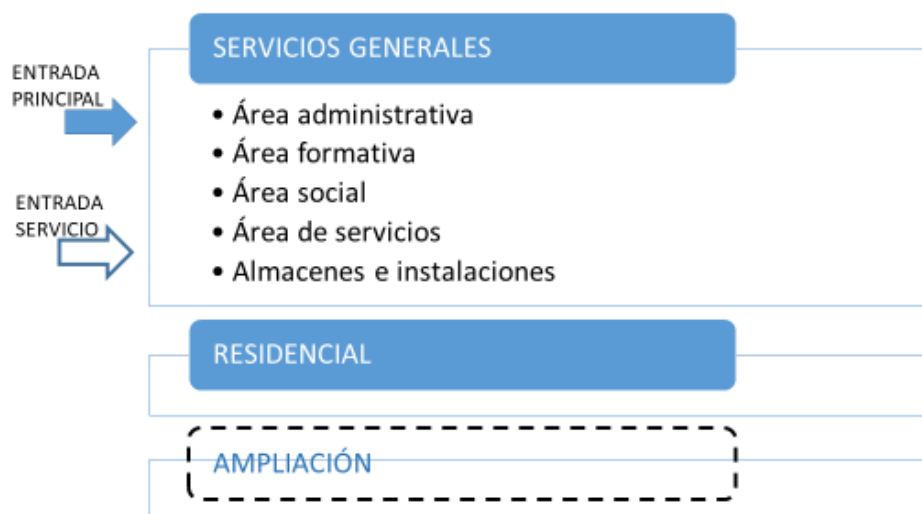 SERVICIOS GENERALES
ENTRADA
PRINCIPAL
• Área administrativa
• Área formativa
• Área social
• Área de servicios
• Almacenes e instalaciones
ENTRADA
SERVICIO
RESIDENCIAL
AMPLIACIÓN